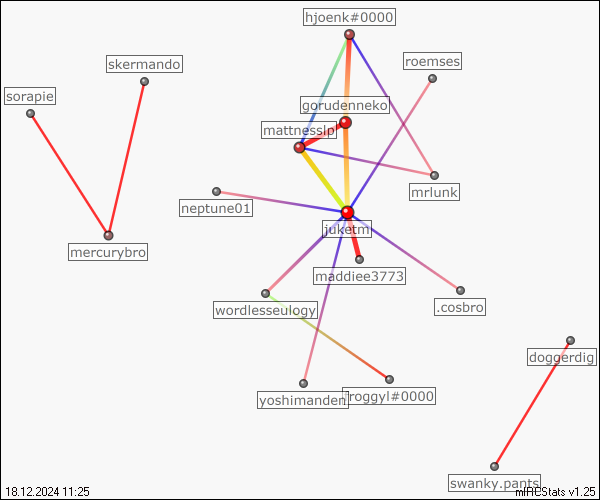 hjoenk#0000
skermando
roemses
sorapie
gorudenneko
mattnesslp
mrlunk
neptune01
juketm
mercurybro
maddiee3773
wordlesseulogy
.cosbro
doggerdig
yoshimanden
froggyl#0000
swanky.pants
18.12.2024 11:25
mIRCStats v1.25